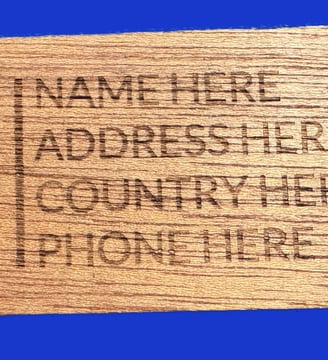 NAME HERE
ADDRESS HER
COUNTRY HE
PHONE HERE